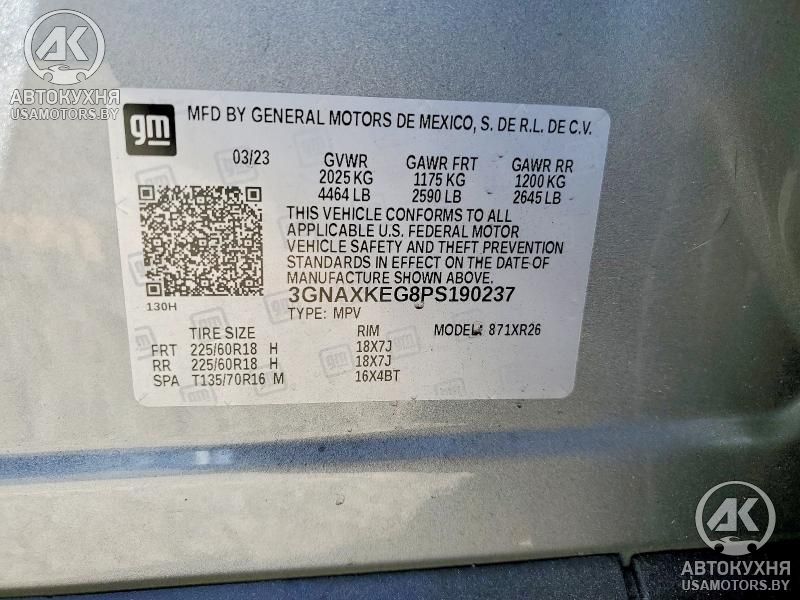 АВТОКУХНЯ
USAMOTORS.BY
gm
MFD BY GENERAL MOTORS DE MEXICO, S. DE R.L. DE C.V.
03/23 GVWR GAWR FRT GAWR RR
2025 KG 1175 KG 1200 KG
4464 LB 2590 LB 2645 LB
THIS VEHICLE CONFORMS TO ALL
APPLICABLE U.S. FEDERAL MOTOR
VEHICLE SAFETY AND THEFT PREVENTION
STANDARDS IN EFFECT ON THE DATE OF
MANUFACTURE SHOWN ABOVE.
130H
3GNAXKEG8PS190237
TYPE: MPV MODEL: 871XR26
TIRE SIZE RIM
FRT 225/60R18 H 18X7J
RR 225/60R18 H 18X7J
SPA T135/70R16 M 16X4BT
АВТОКУХНЯ
USAMOTORS.BY